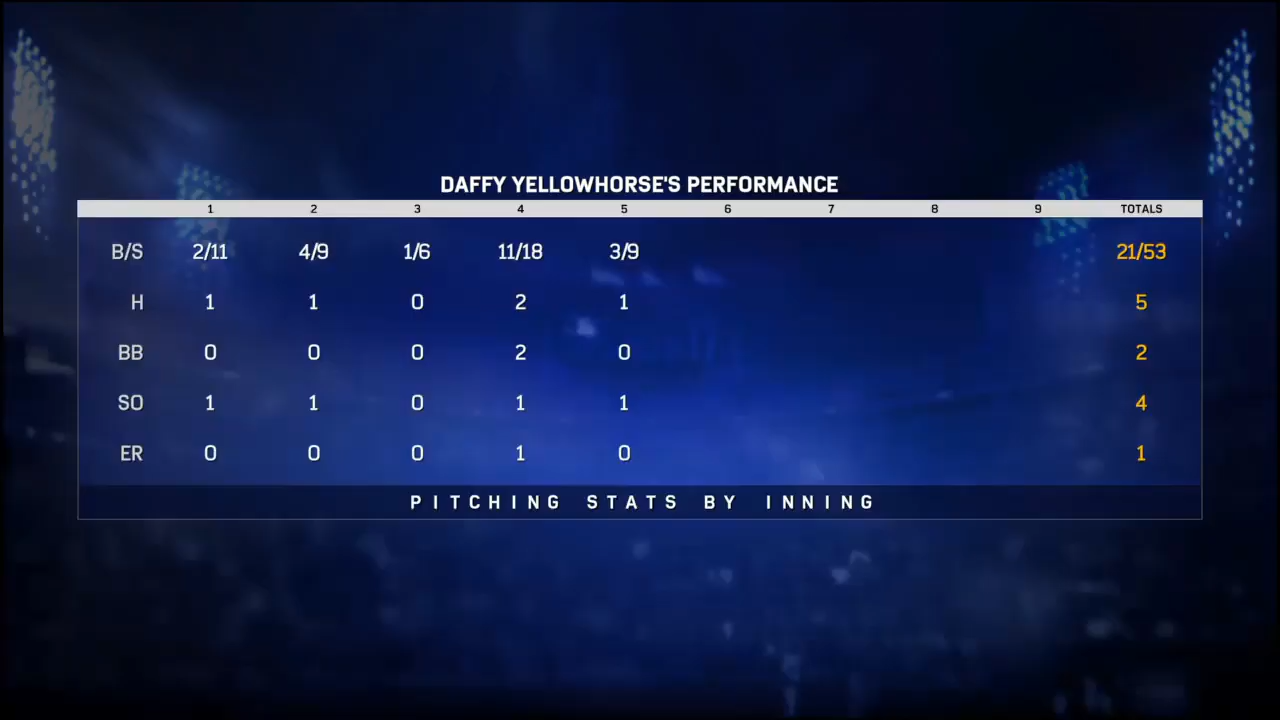 DAFFY YELLOWHORSE'S PERFORMANCE
1 2 3 4 5 6 7 8 9 TOTALS
B/S 2/11 4/9 1/6 11/18 3/9 21/53
H 1 1 0 2 1 5
BB 0 0 0 2 0 2
SO 1 1 0 1 1 4
ER 0 0 0 1 0 1
PITCHING STATS BY INNING